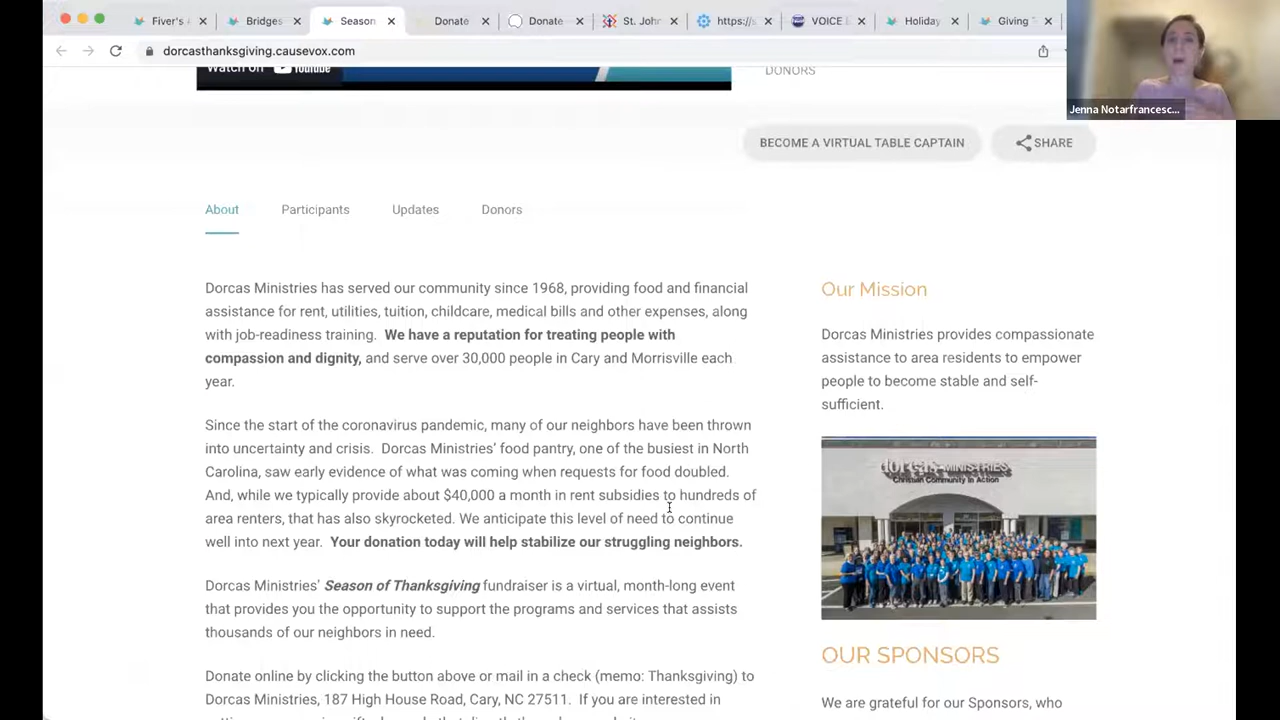 Fiver's A
Bridges
Season
Donate
Donate
St. John
https://s
VOICE
Holiday
Giving T
dorcasthanksgiving.causevox.com
Watch on YouTube
DONORS
Jenna Notarfrancesc...
BECOME A VIRTUAL TABLE CAPTAIN
SHARE
About
Participants
Updates
Donors
Dorcas Ministries has served our community since 1968, providing food and financial
assistance for rent, utilities, tuition, childcare, medical bills and other expenses, along
with job-readiness training. We have a reputation for treating people with
compassion and dignity, and serve over 30,000 people in Cary and Morrisville each
year.
Since the start of the coronavirus pandemic, many of our neighbors have been thrown
into uncertainty and crisis. Dorcas Ministries' food pantry, one of the busiest in North
Carolina, saw early evidence of what was coming when requests for food doubled.
And, while we typically provide about $40,000 a month in rent subsidies to hundreds of
area renters, that has also skyrocketed. We anticipate this level of need to continue
well into next year. Your donation today will help stabilize our struggling neighbors.
Dorcas Ministries' Season of Thanksgiving fundraiser is a virtual, month-long event
that provides you the opportunity to support the programs and services that assists
thousands of our neighbors in need.
Donate online by clicking the button above or mail in a check (memo: Thanksgiving) to
Dorcas Ministries, 187 High House Road, Cary, NC 27511. If you are interested in
Our Mission
Dorcas Ministries provides compassionate
assistance to area residents to empower
people to become stable and self-
sufficient.
dorcas MINISTRIES
Christian Community In Action
OUR SPONSORS
We are grateful for our Sponsors, who